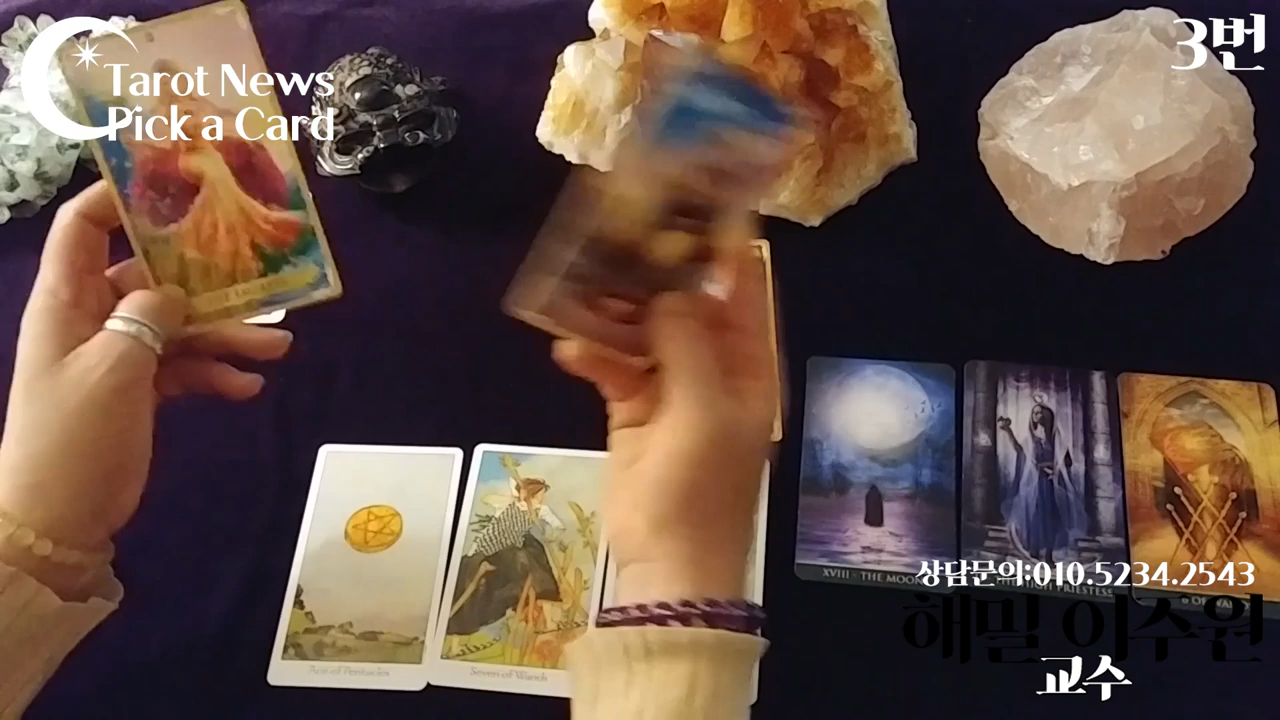 Tarot News
Pick a Card
3번
Ace of Pentacles
Seven of Wands
XVIII - THE MOON
HIGH PRIESTESS
상담문의:010.5234.2543
해밀 이수원
교수